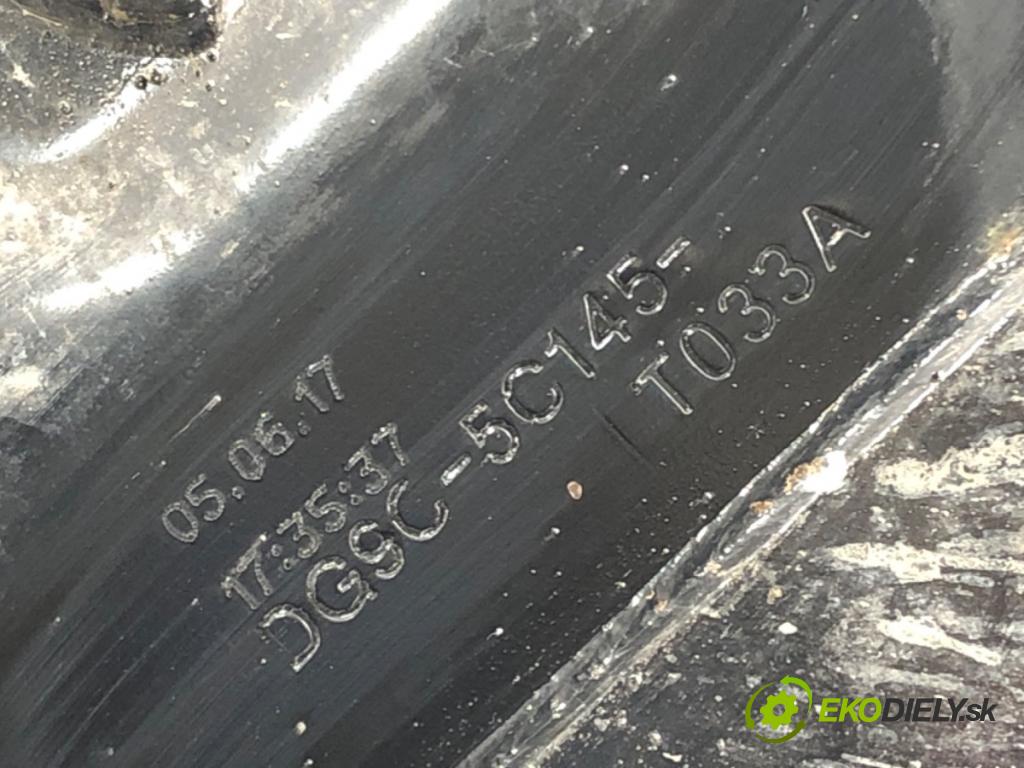 05.06.17
17:35:37
DG9C-5C145-
T033A
EKODIELY.sk